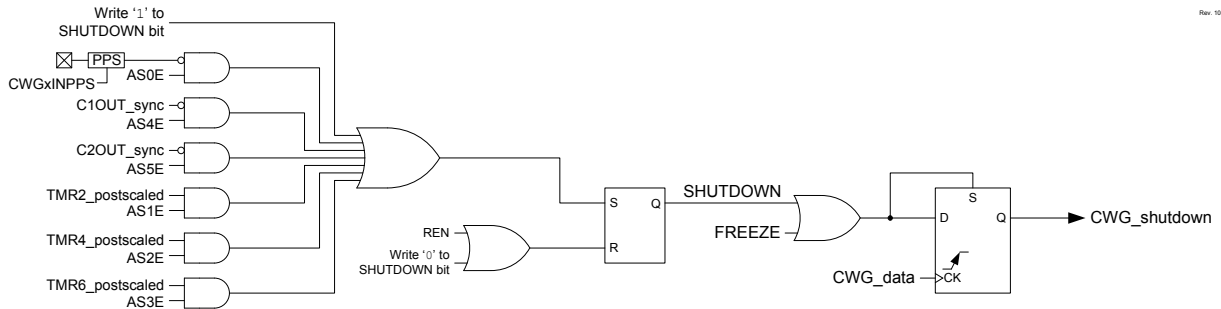 Rev. 10
Write ‘1’ to
SHUTDOWN bit
PPS
AS0E
CWGxINPPS
C1OUT_sync
AS4E
C2OUT_sync
AS5E
TMR2_postscaled
AS1E
TMR4_postscaled
AS2E
TMR6_postscaled
AS3E
REN
Write ‘0’ to
SHUTDOWN bit
S
Q
R
SHUTDOWN
FREEZE
S
D
Q
CWG_data
CK
CWG_shutdown